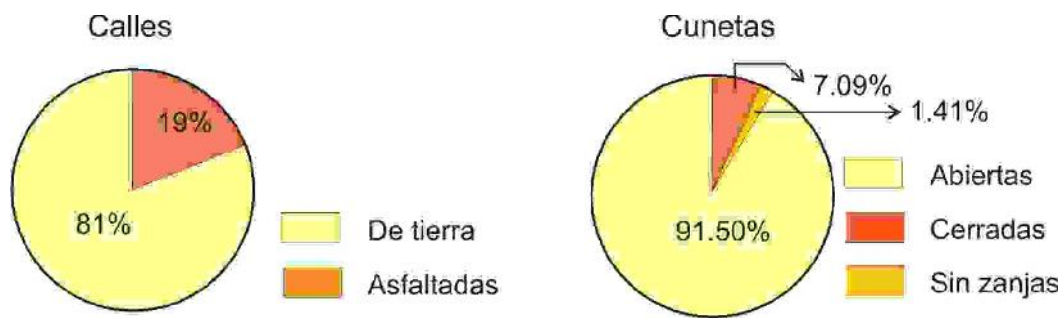 Calles
19%
81%
De tierra
Asfaltadas
Cunetas
7.09%
1.41%
91.50%
Abiertas
Cerradas
Sin zanjas